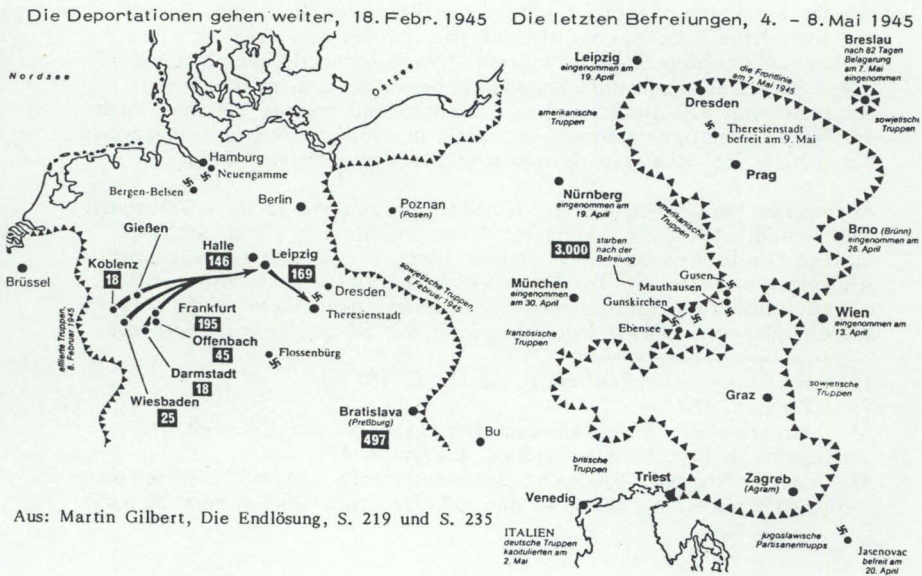 Die Deportationen gehen weiter, 18. Febr. 1945
Nordsee
Ostsee
Hamburg
Neuengamme
Bergen-Belsen
Berlin
Poznan
(Posen)
Gießen
Halle
146
Leipzig
169
Koblenz
18
Brüssel
Dresden
Theresienstadt
sowjetische Truppen,
8. Februar 1945
alliierte Truppen,
8. Februar 1945
Frankfurt
195
Offenbach
45
Flossenbürg
Darmstadt
18
Wiesbaden
25
Bratislava
(Preßburg)
497
Bu
Aus: Martin Gilbert, Die Endlösung, S. 219 und S. 235
Die letzten Befreiungen, 4. - 8. Mai 1945
Leipzig
eingenommen am
19. April
die Frontlinie
am 7. Mai 1945
Breslau
nach 82 Tagen
Belagerung
am 7. Mai
eingenommen
Dresden
amerikanische
Truppen
sowjetische
Truppen
Theresienstadt
befreit am 9. Mai
Prag
Nürnberg
eingenommen am
19. April
amerikanische
Truppen
Brno (Brünn)
eingenommen am
26. April
3.000
starben
nach der
Befreiung
Gusen
Mauthausen
München
eingenommen
am 30. April
Gunskirchen
Ebensee
Wien
eingenommen am
13. April
französische
Truppen
sowjetische
Truppen
Graz
britische
Truppen
Triest
Zagreb
(Agram)
Venedig
ITALIEN
deutsche Truppen
kapitulierten am
2. Mai
jugoslawische
Partisanentrupps
Jasenovac
befreit am
20. April